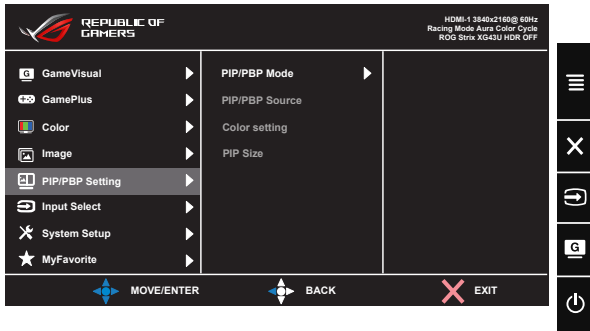 REPUBLIC OF
GAMERS
HDMI-1 3840x2160@ 60Hz
Racing Mode Aura Color Cycle
ROG Strix XG43U HDR OFF
G GameVisual
GamePlus
Color
Image
PIP/PBP Setting
Input Select
System Setup
MyFavorite
PIP/PBP Mode
PIP/PBP Source
Color setting
PIP Size
MOVE/ENTER
BACK
EXIT
G